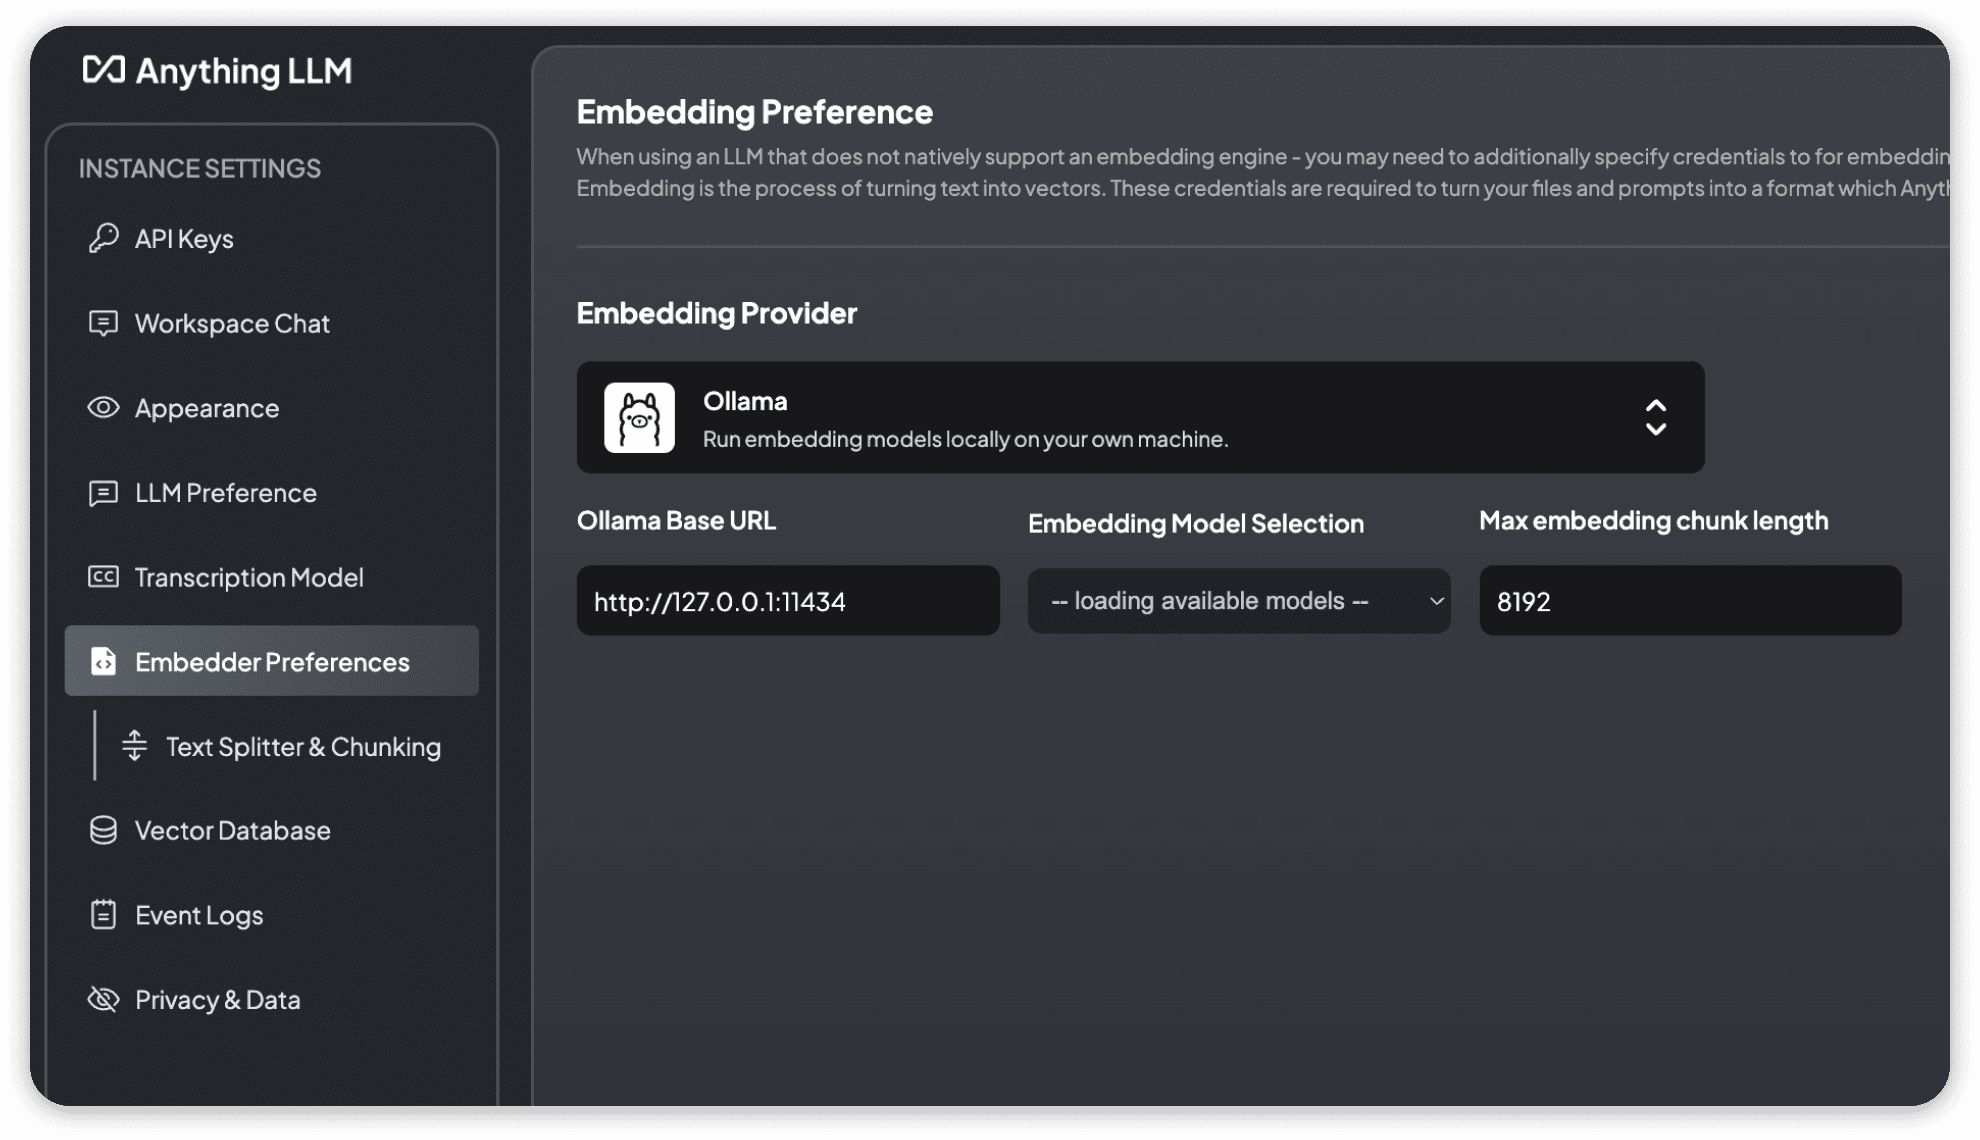 Anything LLM
INSTANCE SETTINGS
API Keys
Workspace Chat
Appearance
LLM Preference
Transcription Model
Embedder Preferences
Text Splitter & Chunking
Vector Database
Event Logs
Privacy & Data
Embedding Preference
When using an LLM that does not natively support an embedding engine - you may need to additionally specify credentials to for embeddin
Embedding is the process of turning text into vectors. These credentials are required to turn your files and prompts into a format which Anyth
Embedding Provider
Ollama
Run embedding models locally on your own machine.
Ollama Base URL
http://127.0.0.1:11434
Embedding Model Selection
-- loading available models --
Max embedding chunk length
8192